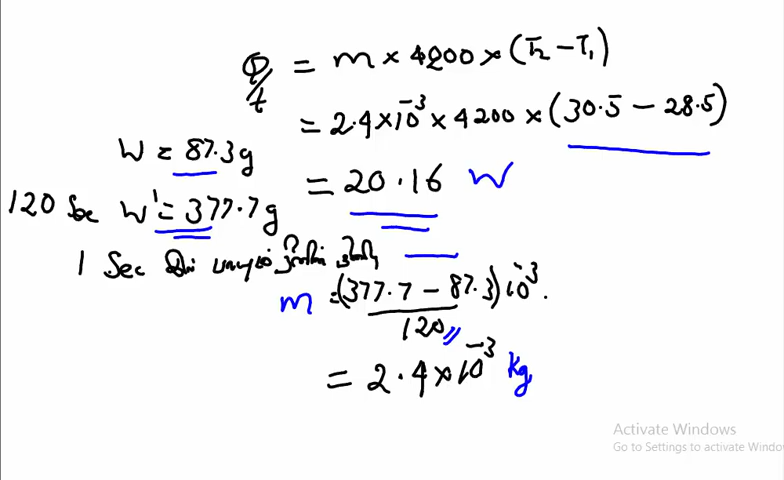 Q/t = m × 4200 × (T₂ − T₁)
= 2.4×10⁻³ × 4200 × (30.5 − 28.5)
W = 87.3g
= 20.16 W
120 Sec W' = 377.7g
1 Sec
m = (377.7 − 87.3)10⁻³.
120
= 2.4×10⁻³ kg
Activate Windows
Go to Settings to activate Windo